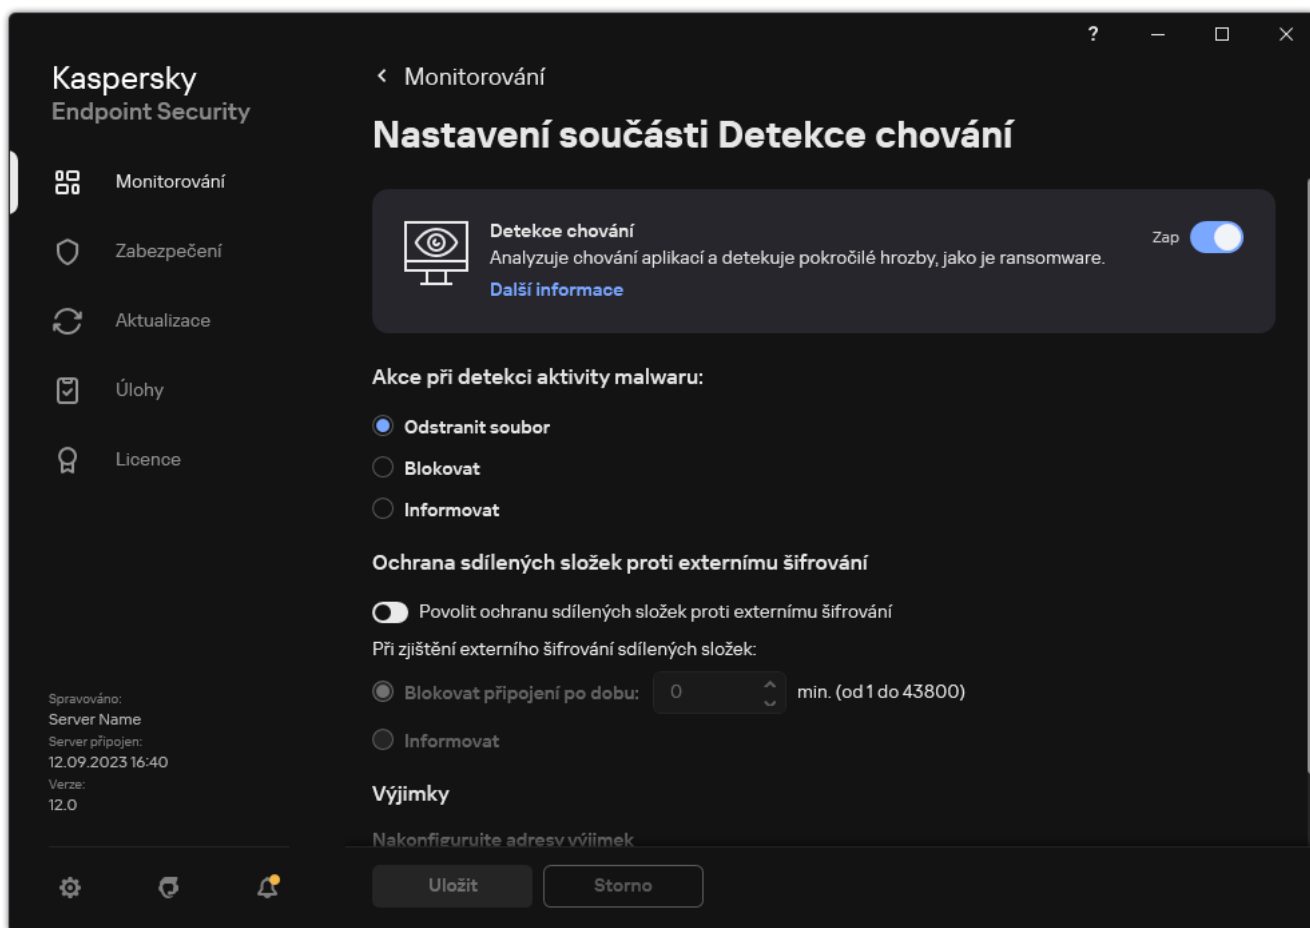 ?
Kaspersky
Endpoint Security
Monitorování
Zabezpečení
Aktualizace
Úlohy
Licence
Spravováno:
Server Name
Server připojen:
12.09.2023 16:40
Verze:
12.0
Monitorování
Nastavení součásti Detekce chování
Detekce chování
Analyzuje chování aplikací a detekuje pokročilé hrozby, jako je ransomware.
Další informace
Zap
Akce při detekci aktivity malwaru:
Odstranit soubor
Blokovat
Informovat
Ochrana sdílených složek proti externímu šifrování
Povolit ochranu sdílených složek proti externímu šifrování
Při zjištění externího šifrování sdílených složek:
Blokovat připojení po dobu: 0 min. (od 1 do 43800)
Informovat
Výjimky
Nakonfigurujte adresy výjimek
Uložit
Storno